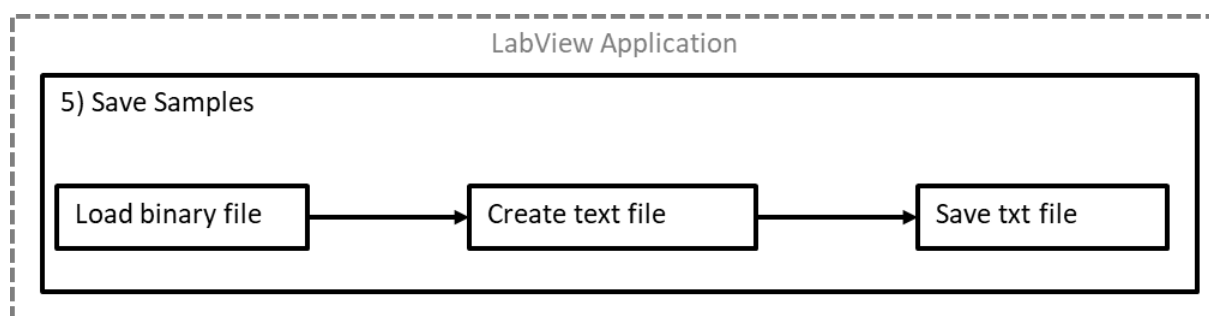 LabView Application
5) Save Samples
Load binary file
Create text file
Save txt file